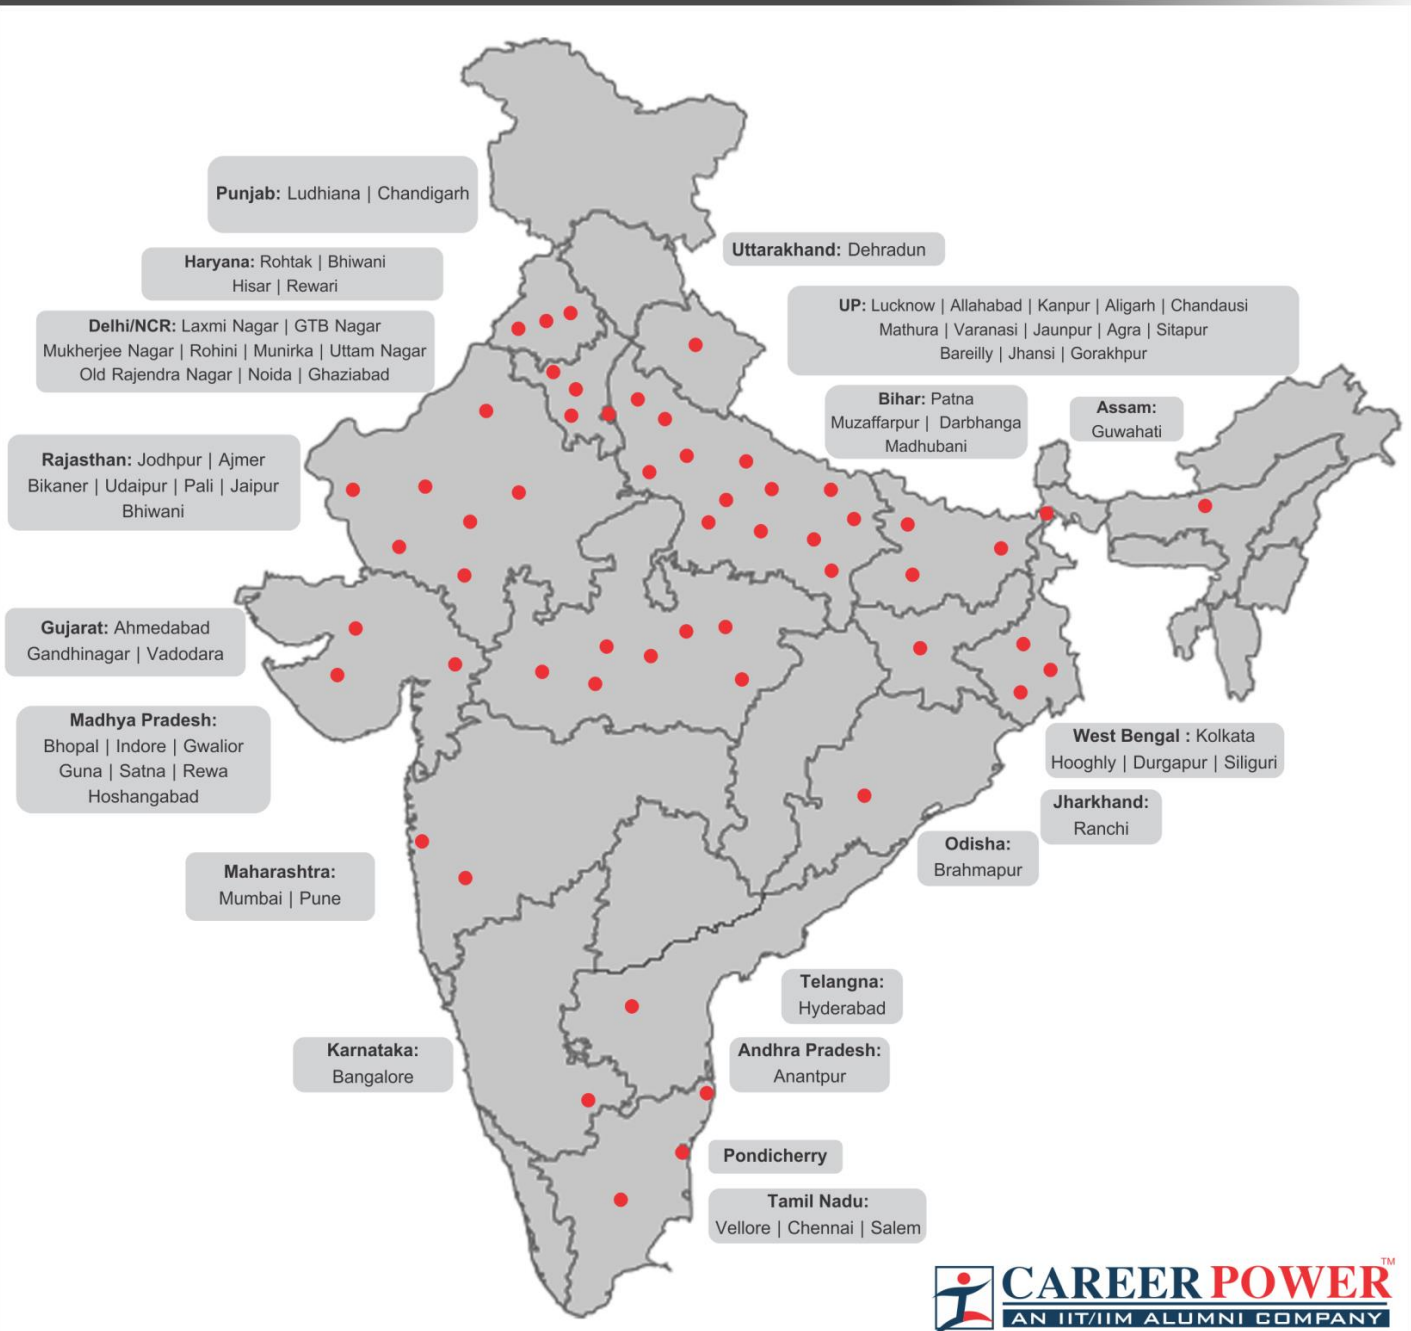 Punjab: Ludhiana | Chandigarh
Uttarakhand: Dehradun
Haryana: Rohtak | Bhiwani
Hisar | Rewari
UP: Lucknow | Allahabad | Kanpur | Aligarh | Chandausi
Mathura | Varanasi | Jaunpur | Agra | Sitapur
Bareilly | Jhansi | Gorakhpur
Delhi/NCR: Laxmi Nagar | GTB Nagar
Mukherjee Nagar | Rohini | Munirka | Uttam Nagar
Old Rajendra Nagar | Noida | Ghaziabad
Bihar: Patna
Muzaffarpur | Darbhanga
Madhubani
Assam:
Guwahati
Rajasthan: Jodhpur | Ajmer
Bikaner | Udaipur | Pali | Jaipur
Bhiwani
Gujarat: Ahmedabad
Gandhinagar | Vadodara
Madhya Pradesh:
Bhopal | Indore | Gwalior
Guna | Satna | Rewa
Hoshangabad
West Bengal : Kolkata
Hooghly | Durgapur | Siliguri
Jharkhand:
Ranchi
Odisha:
Brahmapur
Maharashtra:
Mumbai | Pune
Telangna:
Hyderabad
Karnataka:
Bangalore
Andhra Pradesh:
Anantpur
Pondicherry
Tamil Nadu:
Vellore | Chennai | Salem
CAREER POWER™
AN IIT/IIM ALUMNI COMPANY